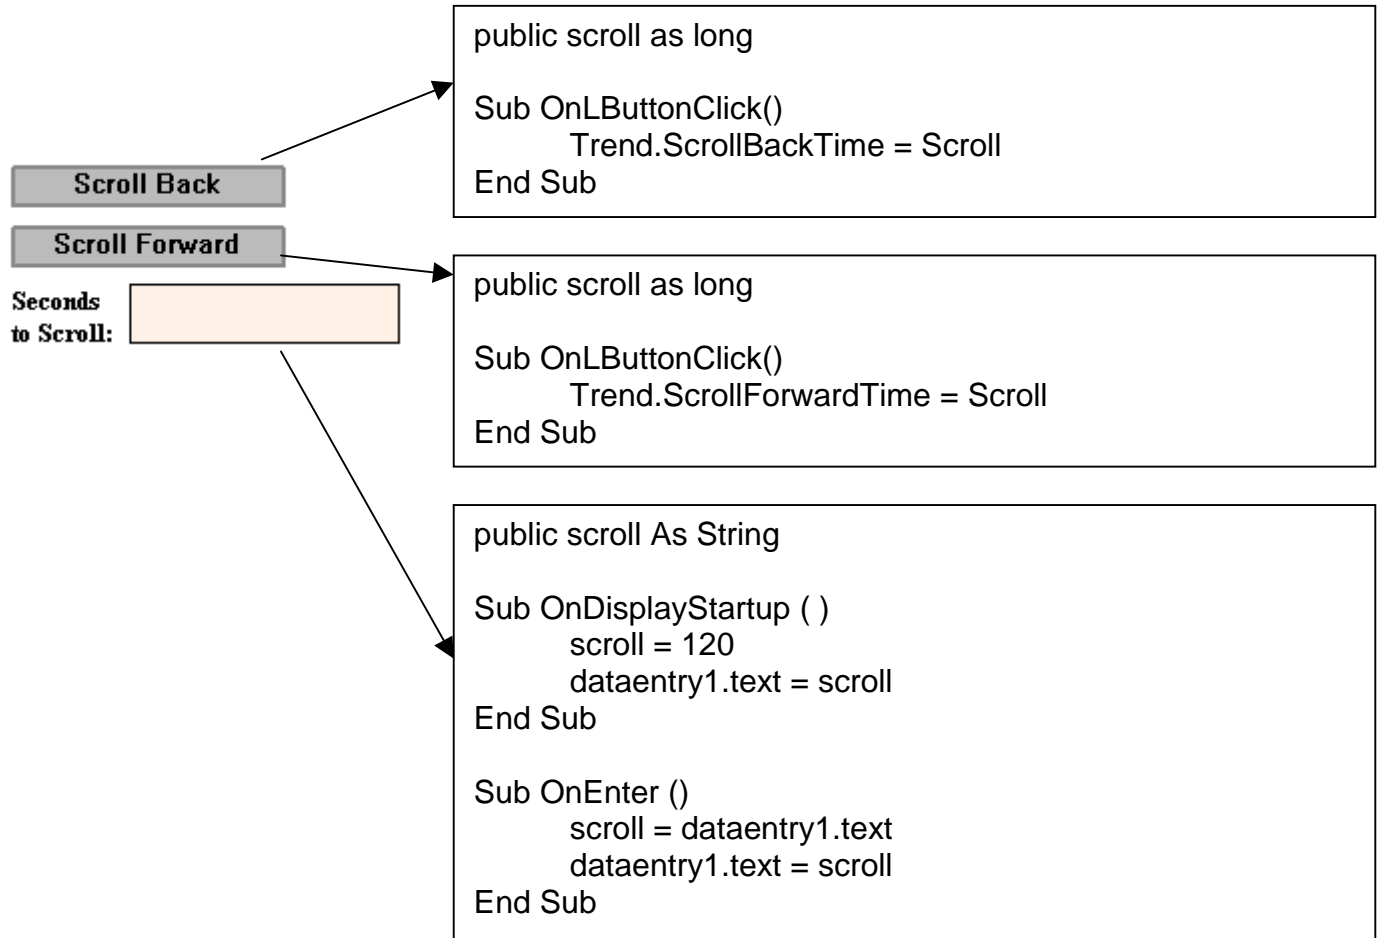 Scroll Back
Scroll Forward
Seconds
to Scroll:
public scroll as long
Sub OnLButtonClick()
Trend.ScrollBackTime = Scroll
End Sub
public scroll as long
Sub OnLButtonClick()
Trend.ScrollForwardTime = Scroll
End Sub
public scroll As String
Sub OnDisplayStartup ( )
scroll = 120
dataentry1.text = scroll
End Sub
Sub OnEnter ()
scroll = dataentry1.text
dataentry1.text = scroll
End Sub